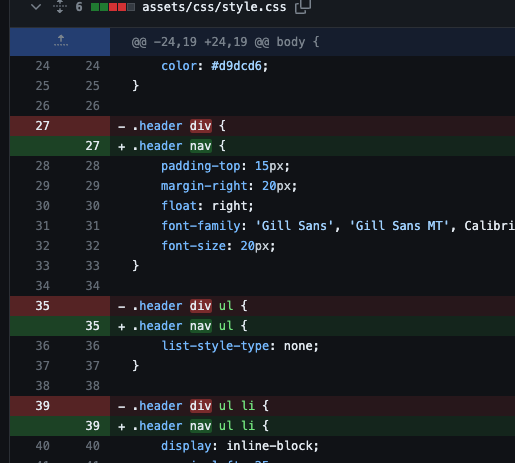 6 assets/css/style.css
@@ -24,19 +24,19 @@ body {
24 24 color: #d9dcd6;
25 25 }
26 26
27 - .header div {
27 + .header nav {
28 28 padding-top: 15px;
29 29 margin-right: 20px;
30 30 float: right;
31 31 font-family: 'Gill Sans', 'Gill Sans MT', Calibri
32 32 font-size: 20px;
33 33 }
34 34
35 - .header div ul {
35 + .header nav ul {
36 36 list-style-type: none;
37 37 }
38 38
39 - .header div ul li {
39 + .header nav ul li {
40 40 display: inline-block;